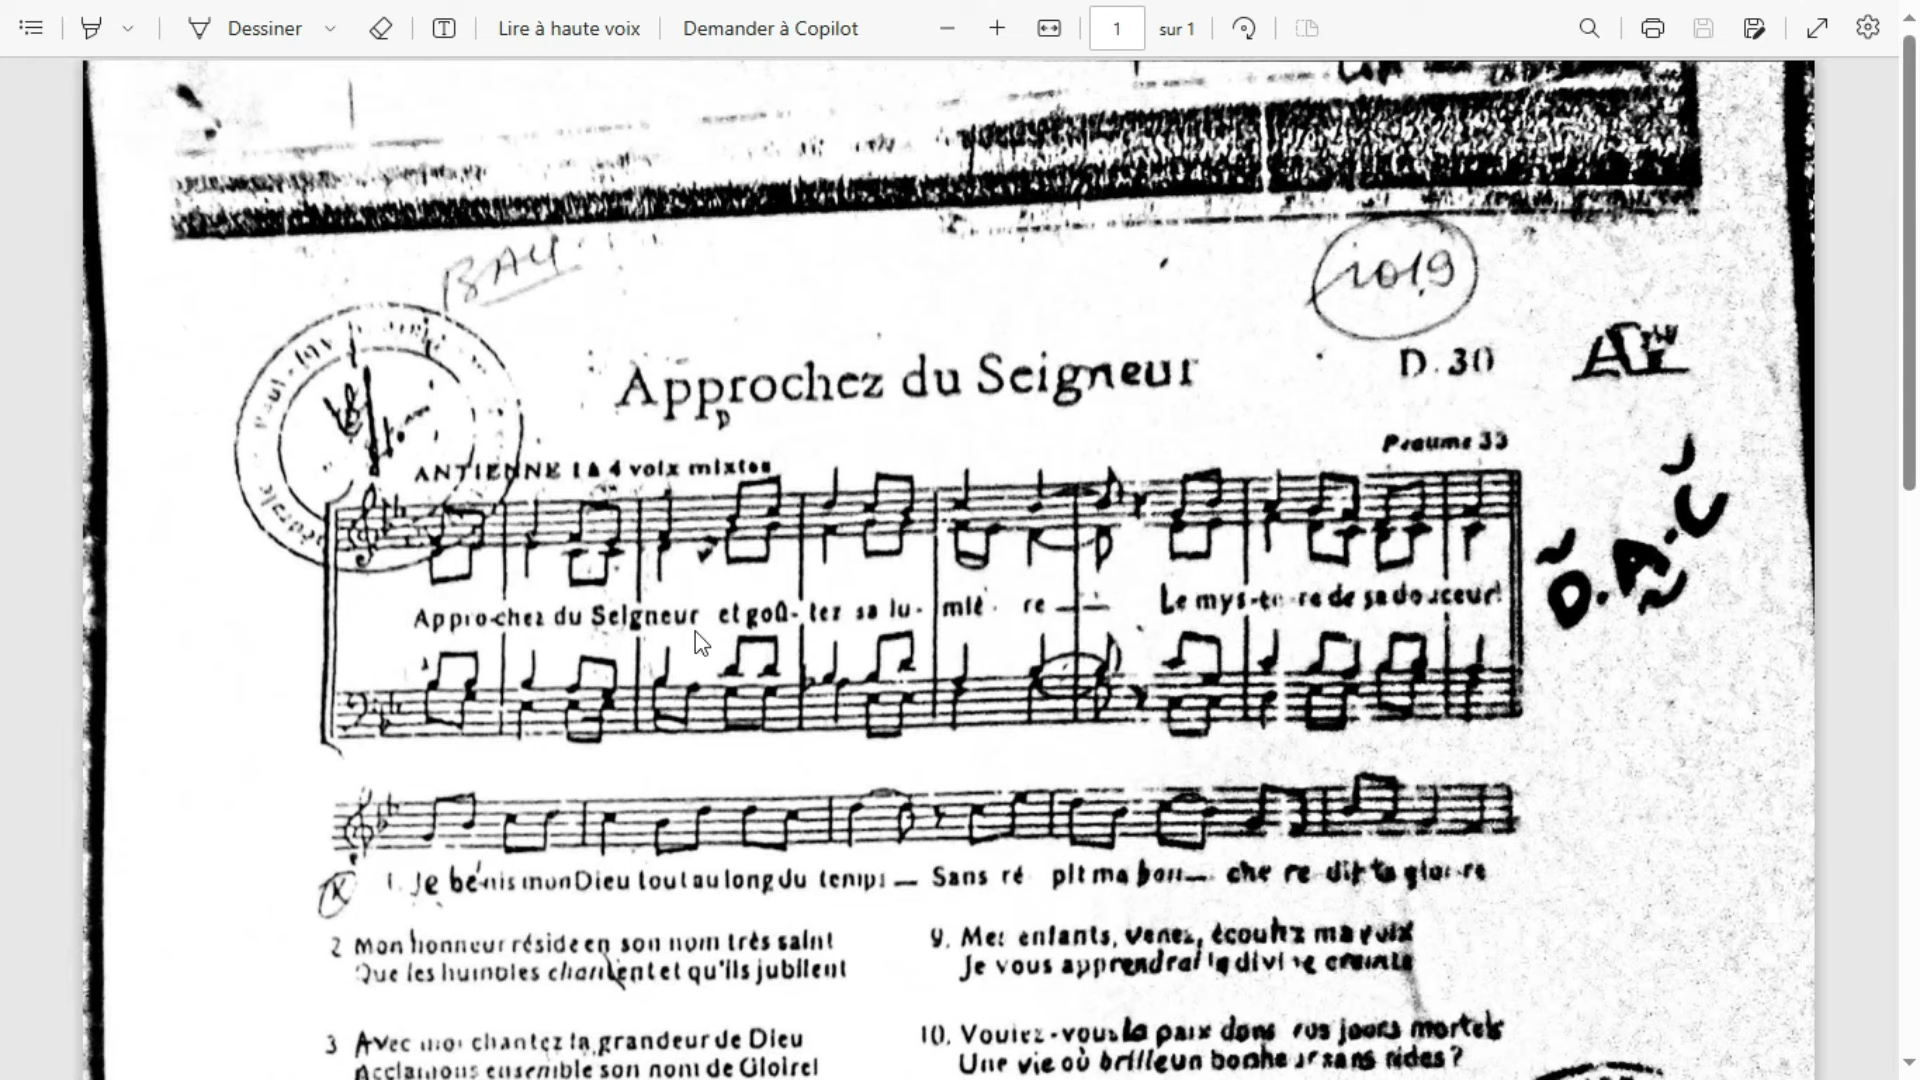 Dessiner
Lire à haute voix
Demander à Copilot
1
sur 1
BAH
1019
Approchez du Seigneur
D. 30
Psaume 33
ANTIENNE 1 à 4 voix mixtes
Approchez du Seigneur et goû- tez sa lu- miè- re — Le mys-tè-re de sa douceur!
D.A.C
1. Je bénis mon Dieu tout au long du temps — Sans ré pit ma bou— che re dit ta gloi-re
2 Mon honneur réside en son nom très saint
Que les humbles chantent et qu'ils jubilent
3 Avec moi chantez la grandeur de Dieu
Acclamons ensemble son nom de Gloire!
9. Mes enfants, venez, écoutez ma voix
Je vous apprendrai la divine crainte
10. Voulez-vous la paix dans vos jours mortels
Une vie où brille un bonheur sans rides?